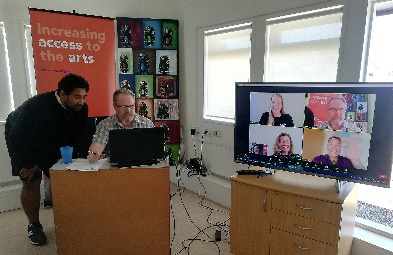 Increasing
access to the
arts